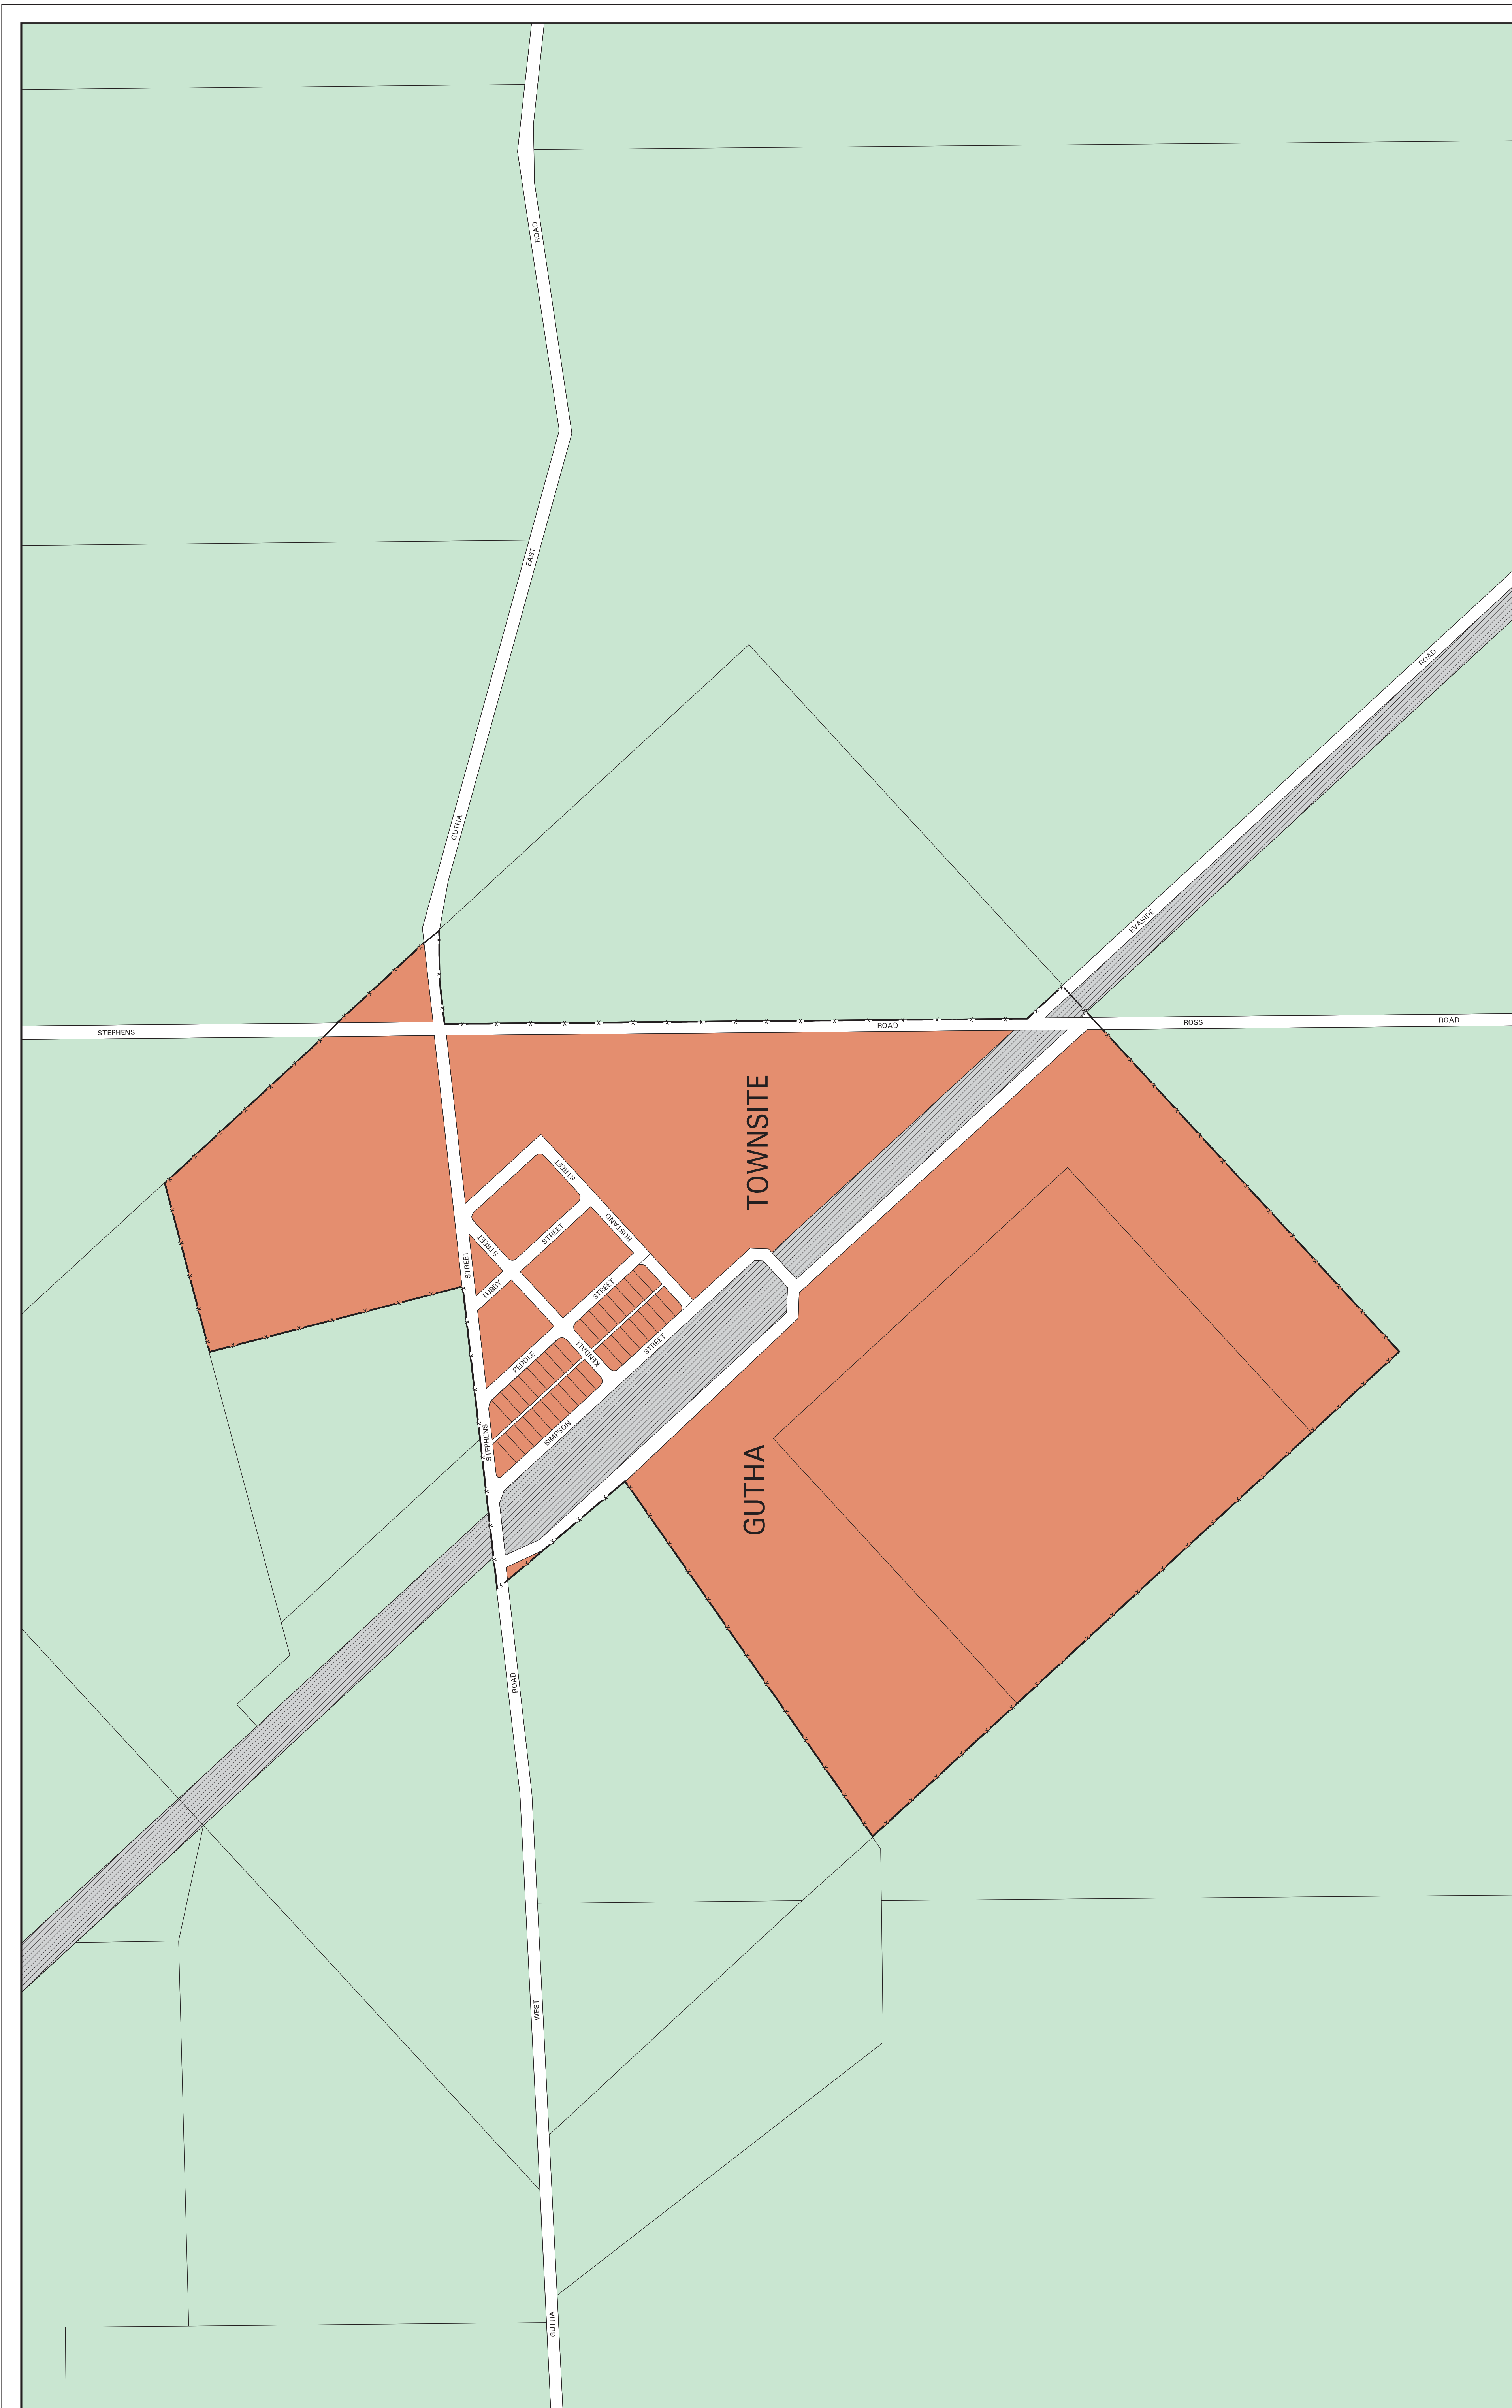 ROAD
EAST
GUTHA
ROAD
EVASIDE
STEPHENS
ROAD
ROSS
ROAD
TOWNSITE
STREET
RUSTAND
STREET
STREET
STREET
TUBBY
STREET
STREET
KENDALL
PEDDLE
SIMPSON
STEPHENS
GUTHA
ROAD
WEST
GUTHA